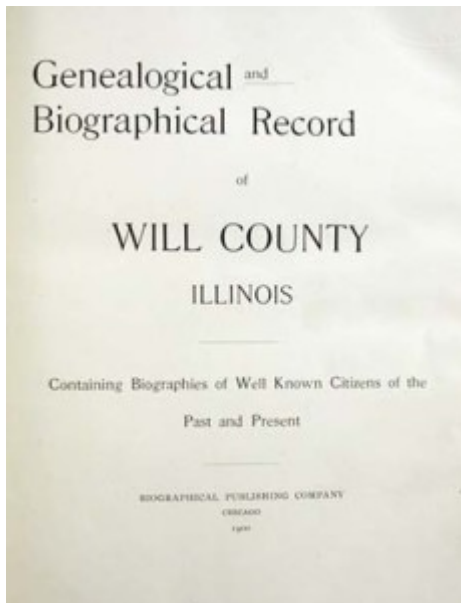 Genealogical and
Biographical Record
of
WILL COUNTY
ILLINOIS
Containing Biographies of Well Known Citizens of the
Past and Present
BIOGRAPHICAL PUBLISHING COMPANY
CHICAGO
1900